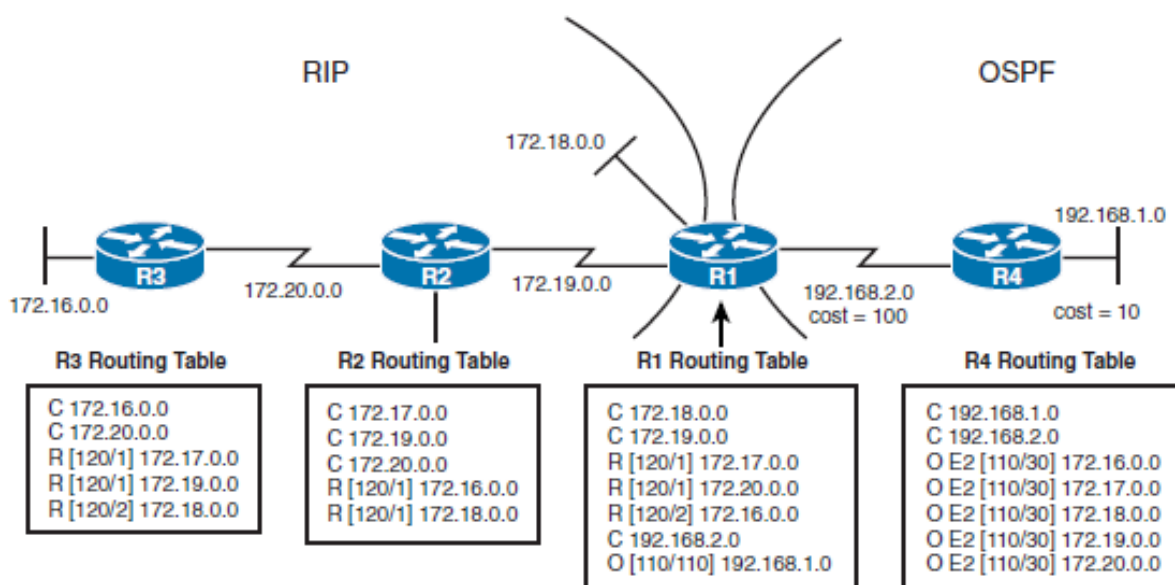 RIP
OSPF
172.18.0.0
192.168.1.0
R3
R2
R1
R4
172.16.0.0
172.20.0.0
172.19.0.0
192.168.2.0
cost = 100
cost = 10
R3 Routing Table
C 172.16.0.0
C 172.20.0.0
R [120/1] 172.17.0.0
R [120/1] 172.19.0.0
R [120/2] 172.18.0.0
R2 Routing Table
C 172.17.0.0
C 172.19.0.0
C 172.20.0.0
R [120/1] 172.16.0.0
R [120/1] 172.18.0.0
R1 Routing Table
C 172.18.0.0
C 172.19.0.0
R [120/1] 172.17.0.0
R [120/1] 172.20.0.0
R [120/2] 172.16.0.0
C 192.168.2.0
O [110/110] 192.168.1.0
R4 Routing Table
C 192.168.1.0
C 192.168.2.0
O E2 [110/30] 172.16.0.0
O E2 [110/30] 172.17.0.0
O E2 [110/30] 172.18.0.0
O E2 [110/30] 172.19.0.0
O E2 [110/30] 172.20.0.0